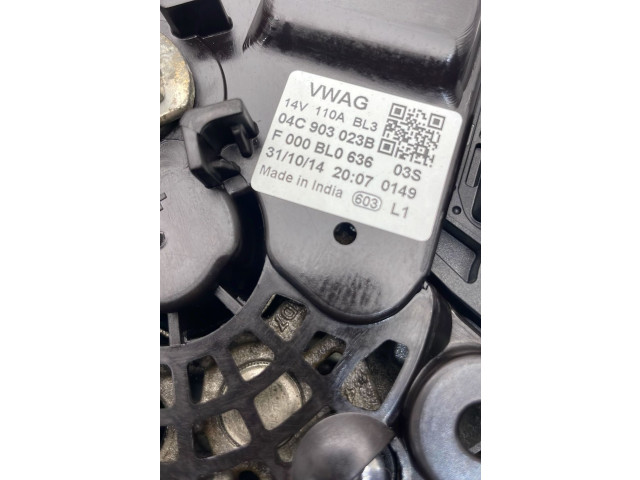 VWAG
14V 110A BL3
04C 903 023B
F 000 BL0 636 03S
31/10/14 20:07 0149
Made in India 603 L1